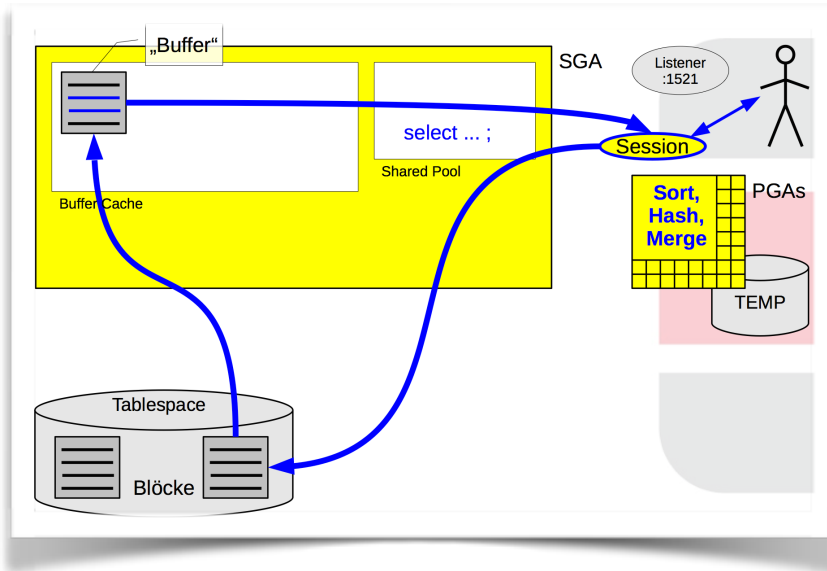 „Buffer“
SGA
Listener
:1521
select ... ;
Session
Shared Pool
Buffer Cache
Sort,
Hash,
Merge
PGAs
TEMP
Tablespace
Blöcke